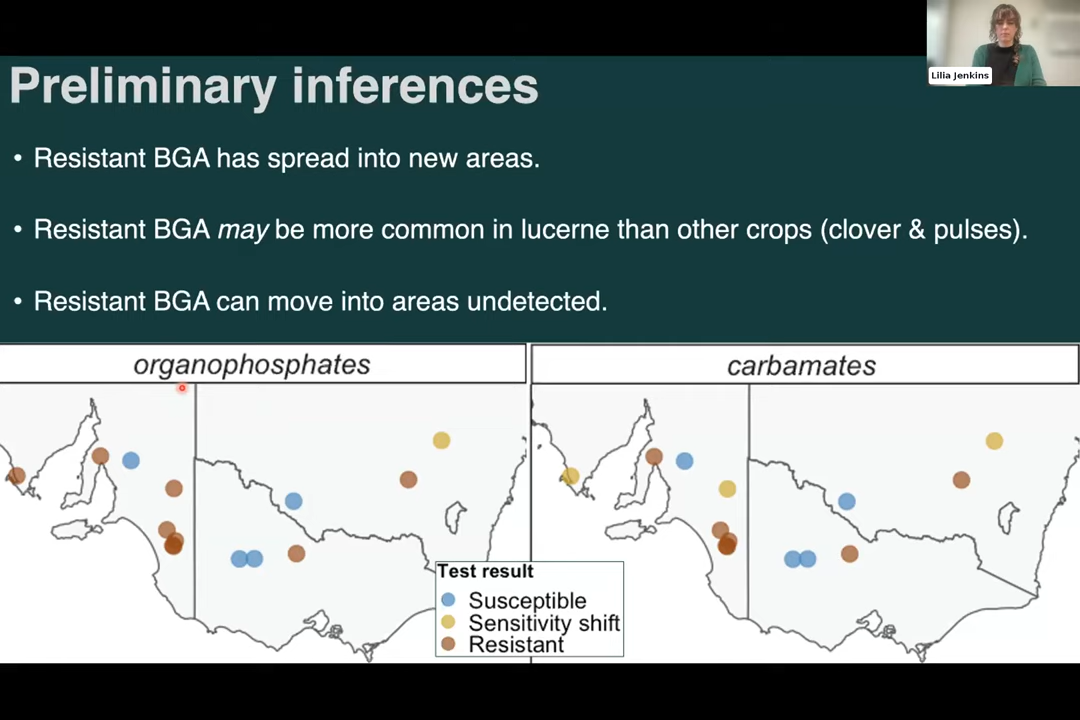 Lilia Jenkins
Preliminary inferences
• Resistant BGA has spread into new areas.
• Resistant BGA may be more common in lucerne than other crops (clover & pulses).
• Resistant BGA can move into areas undetected.
organophosphates
carbamates
Test result
Susceptible
Sensitivity shift
Resistant